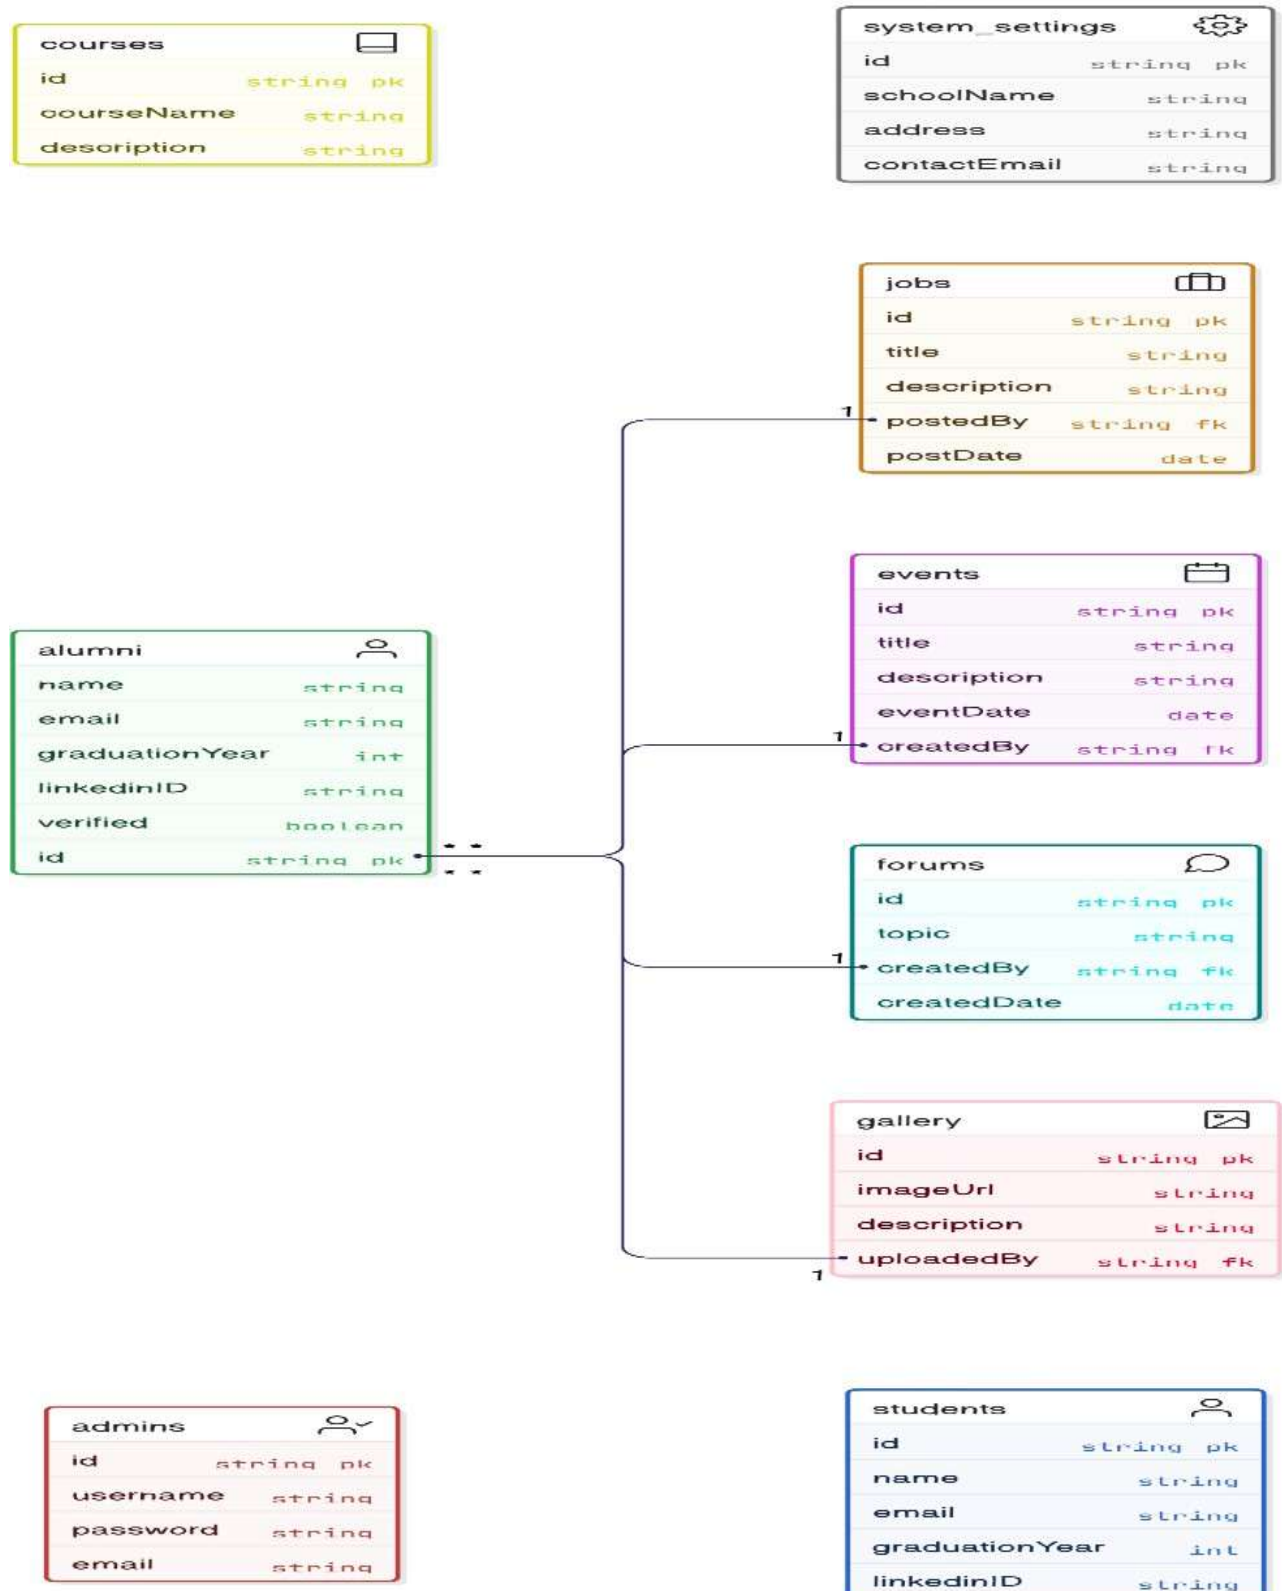 courses
id string pk
courseName string
description string
system_settings
id string pk
schoolName string
address string
contactEmail string
jobs
id string pk
title string
description string
1 postedBy string fk
postDate date
events
id string pk
title string
description string
eventDate date
1 createdBy string fk
alumni
name string
email string
graduationYear int
linkedinID string
verified boolean
id string pk
* *
* *
forums
id string pk
topic string
1 createdBy string fk
createdDate date
gallery
id string pk
imageUrl string
description string
uploadedBy string fk
1
admins
id string pk
username string
password string
email string
students
id string pk
name string
email string
graduationYear int
linkedinID string